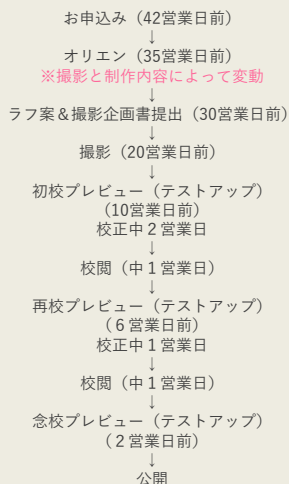 お申込み（42営業日前）
↓
オリエン（35営業日前）
※撮影と制作内容によって変動
↓
ラフ案＆撮影企画書提出（30営業日前）
↓
撮影（20営業日前）
↓
初校プレビュー（テストアップ）
（10営業日前）
校正中２営業日
↓
校閲（中１営業日）
↓
再校プレビュー（テストアップ）
（６営業日前）
校正中１営業日
↓
校閲（中１営業日）
↓
念校プレビュー（テストアップ）
（２営業日前）
↓
公開